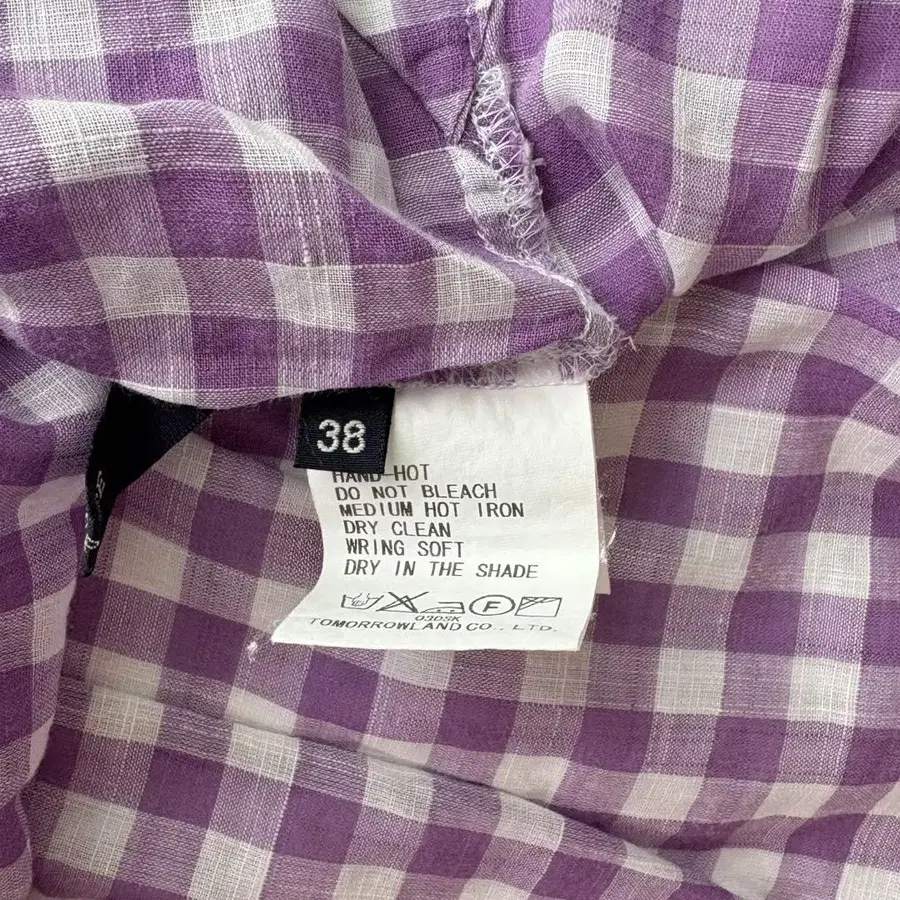 38
HAND HOT
DO NOT BLEACH
MEDIUM HOT IRON
DRY CLEAN
WRING SOFT
DRY IN THE SHADE
F
03DSK
TOMORROWLAND CO., LTD.